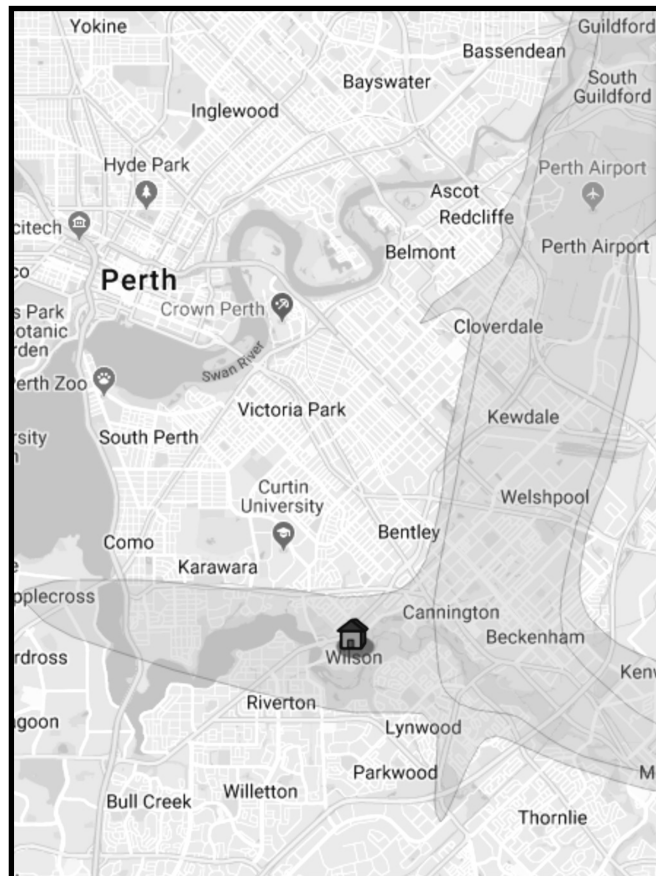 Yokine
Guildford
Bassendean
Bayswater
South
Guildford
Inglewood
Hyde Park
Perth Airport
Ascot
Redcliffe
citech
Belmont
Perth Airport
co
Perth
Crown Perth
s Park
otanic
rden
Cloverdale
Swan River
erth Zoo
Victoria Park
Kewdale
South Perth
rsity
n
Curtin
University
Welshpool
Bentley
Como
Karawara
e
pplecross
Cannington
Beckenham
Wilson
rdross
Kenw
Riverton
agoon
Lynwood
Parkwood
M
Willetton
Bull Creek
Thornlie